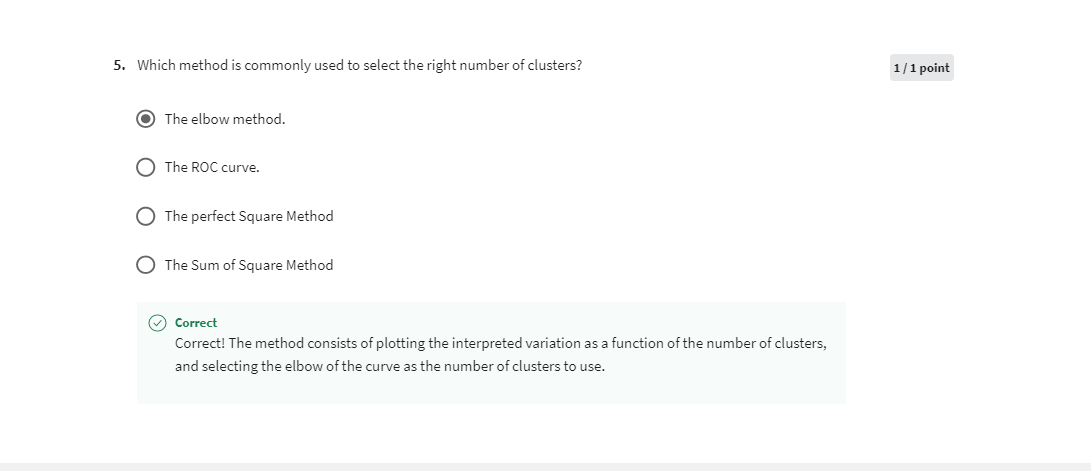 5. Which method is commonly used to select the right number of clusters?
1 / 1 point
The elbow method.
The ROC curve.
The perfect Square Method
The Sum of Square Method
Correct
Correct! The method consists of plotting the interpreted variation as a function of the number of clusters,
and selecting the elbow of the curve as the number of clusters to use.